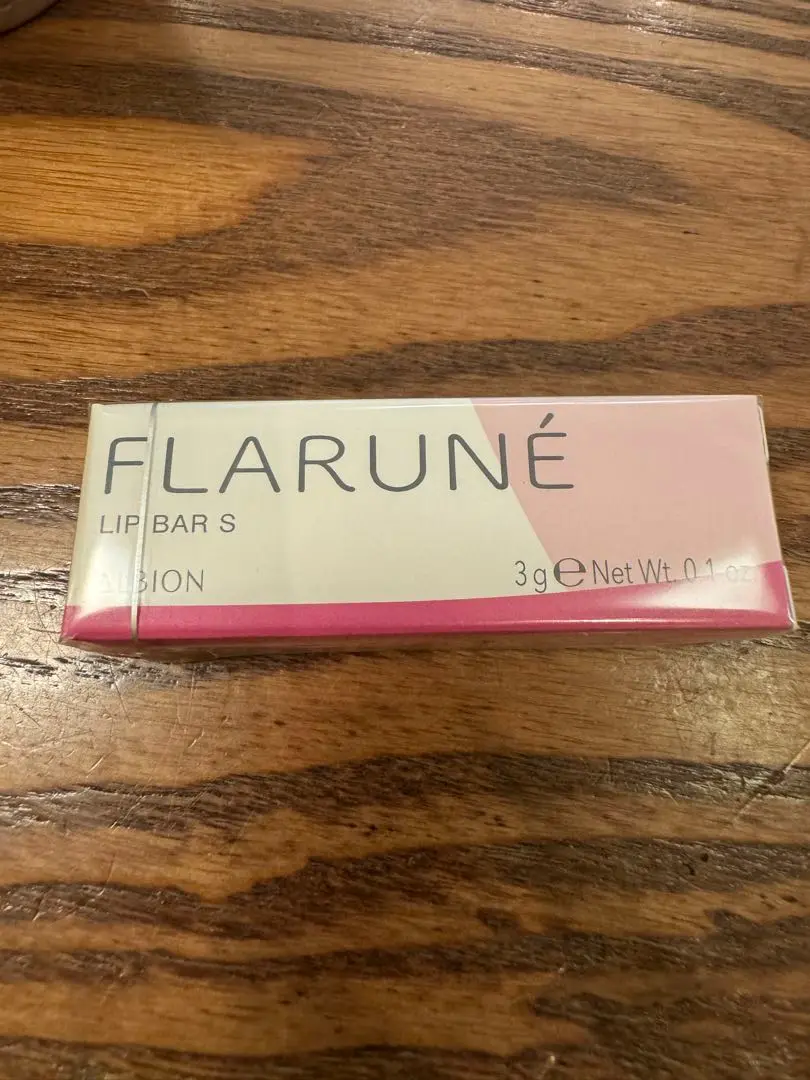 FLARUNÉ
LIP BAR S
ALBION
3g℮Net Wt. 0.1 oz.